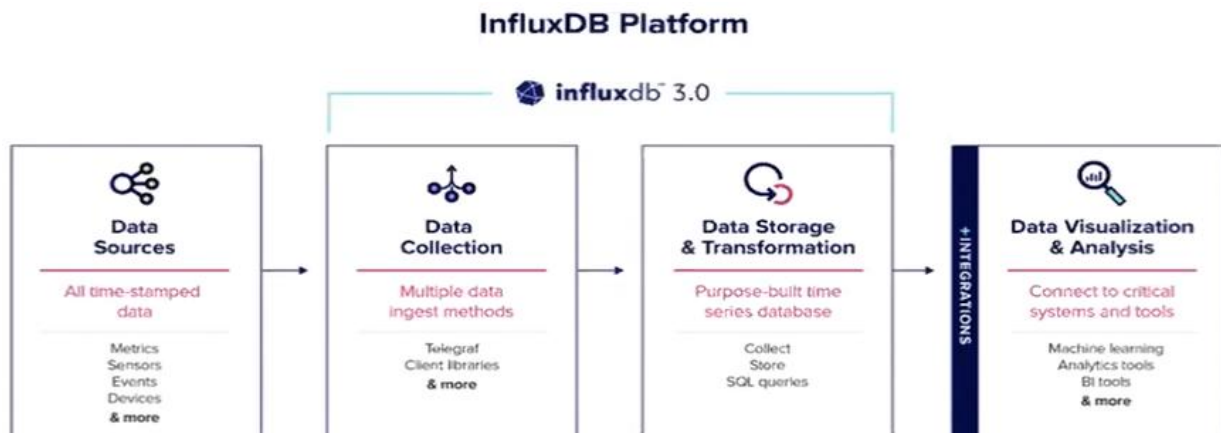 InfluxDB Platform
influxdb™ 3.0
Data
Sources
All time-stamped
data
Metrics
Sensors
Events
Devices
& more
Data
Collection
Multiple data
ingest methods
Telegraf
Client libraries
& more
Data Storage
& Transformation
Purpose-built time
series database
Collect
Store
SQL queries
+INTEGRATIONS
Data Visualization
& Analysis
Connect to critical
systems and tools
Machine learning
Analytics tools
BI tools
& more